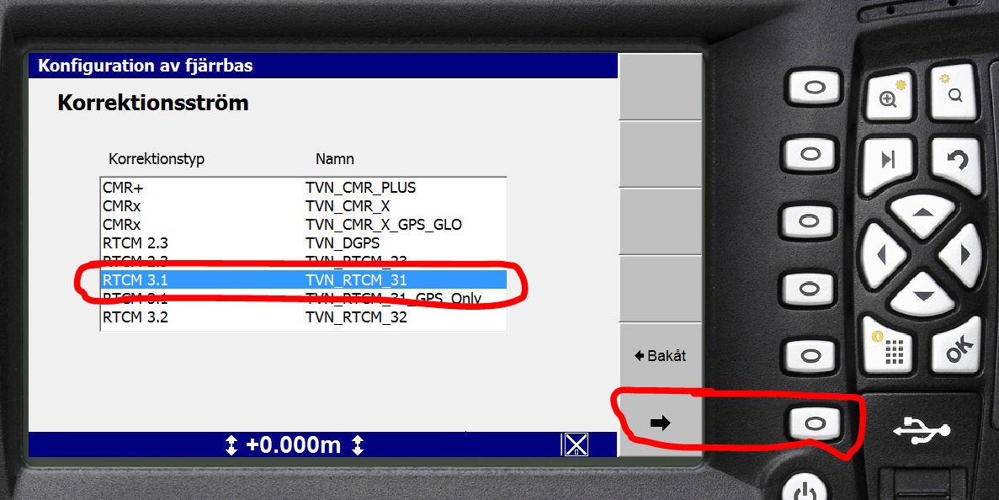 Konfiguration av fjärrbas
Korrektionsström
Korrektionstyp Namn
CMR+ TVN_CMR_PLUS
CMRx TVN_CMR_X
CMRx TVN_CMR_X_GPS_GLO
RTCM 2.3 TVN_DGPS
RTCM 2.3 TVN_RTCM_23
RTCM 3.1 TVN_RTCM_31
RTCM 3.1 TVN_RTCM_31_GPS_Only
RTCM 3.2 TVN_RTCM_32
Bakåt
+0.000m
OK